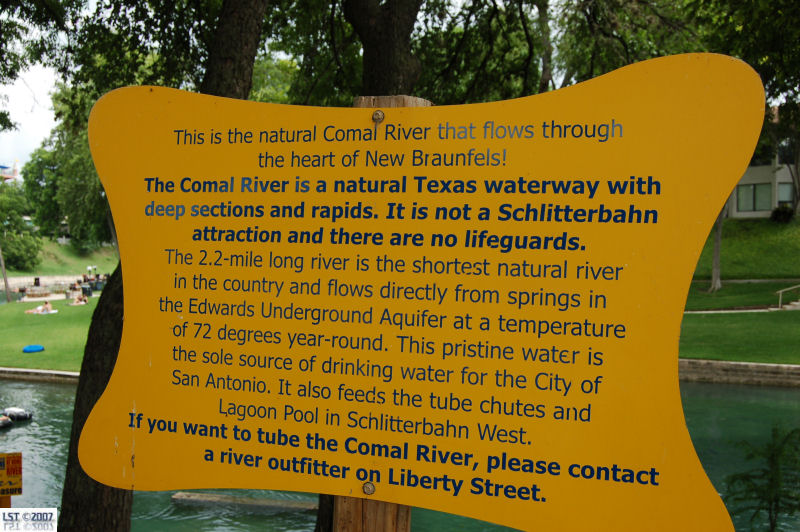 This is the natural Comal River that flows through
the heart of New Braunfels!
The Comal River is a natural Texas waterway with
deep sections and rapids. It is not a Schlitterbahn
attraction and there are no lifeguards.
The 2.2-mile long river is the shortest natural river
in the country and flows directly from springs in
the Edwards Underground Aquifer at a temperature
of 72 degrees year-round. This pristine water is
the sole source of drinking water for the City of
San Antonio. It also feeds the tube chutes and
Lagoon Pool in Schlitterbahn West.
If you want to tube the Comal River, please contact
a river outfitter on Liberty Street.
LST ©2007